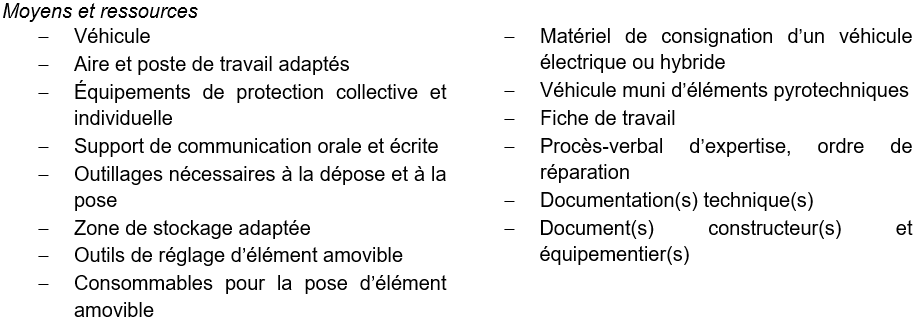 Moyens et ressources
– Véhicule
– Aire et poste de travail adaptés
– Équipements de protection collective et
individuelle
– Support de communication orale et écrite
– Outillages nécessaires à la dépose et à la
pose
– Zone de stockage adaptée
– Outils de réglage d’élément amovible
– Consommables pour la pose d’élément
amovible
– Matériel de consignation d’un véhicule
électrique ou hybride
– Véhicule muni d’éléments pyrotechniques
– Fiche de travail
– Procès-verbal d’expertise, ordre de
réparation
– Documentation(s) technique(s)
– Document(s) constructeur(s) et
équipementier(s)